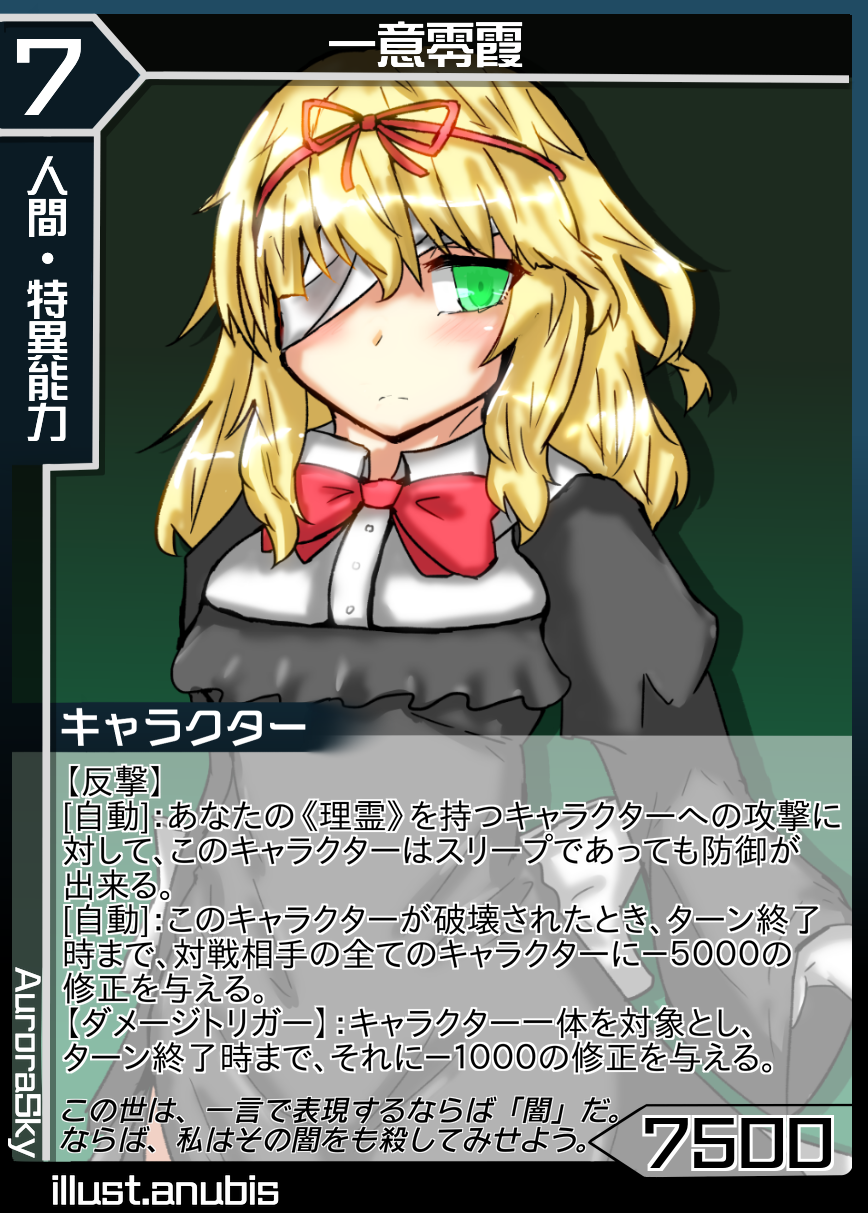 7
一意雫霞
人間・特異能力
キャラクター
【反撃】
[自動]:あなたの《理霊》を持つキャラクターへの攻撃に
対して、このキャラクターはスリープであっても防御が
出来る。
[自動]:このキャラクターが破壊されたとき、ターン終了
時まで、対戦相手の全てのキャラクターに－5000の
修正を与える。
【ダメージトリガー】:キャラクター一体を対象とし、
ターン終了時まで、それに－1000の修正を与える。
この世は、一言で表現するならば「闇」だ。
ならば、私はその闇をも殺してみせよう。
7500
AuroraSky
illust.anubis